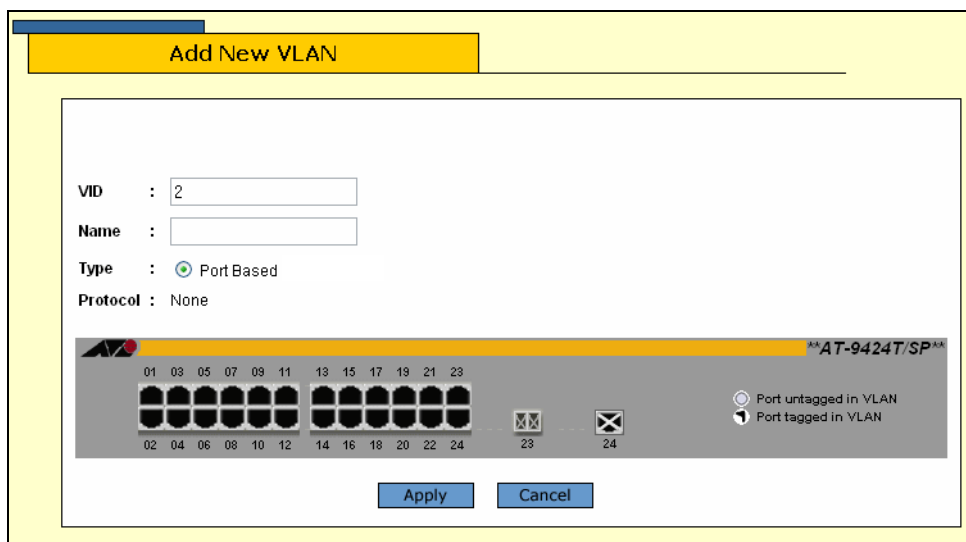 Add New VLAN
VID : 2
Name :
Type : Port Based
Protocol : None
**AT-9424T/SP**
01 03 05 07 09 11 13 15 17 19 21 23
Port untagged in VLAN
Port tagged in VLAN
02 04 06 08 10 12 14 16 18 20 22 24 23 24
Apply Cancel